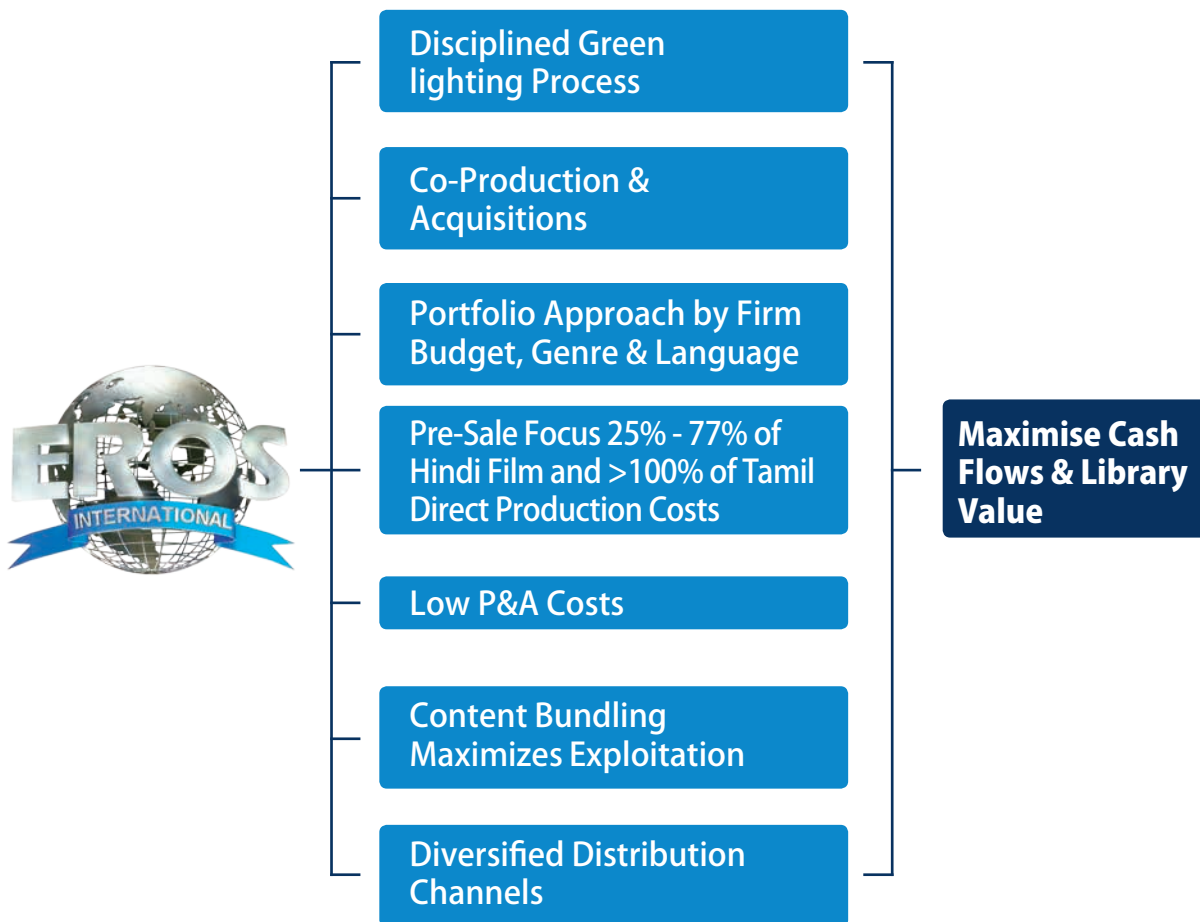 Disciplined Green
lighting Process
Co-Production &
Acquisitions
Portfolio Approach by Firm
Budget, Genre & Language
EROS
INTERNATIONAL
Pre-Sale Focus 25% - 77% of
Hindi Film and >100% of Tamil
Direct Production Costs
Low P&A Costs
Content Bundling
Maximizes Exploitation
Diversified Distribution
Channels
Maximise Cash
Flows & Library
Value